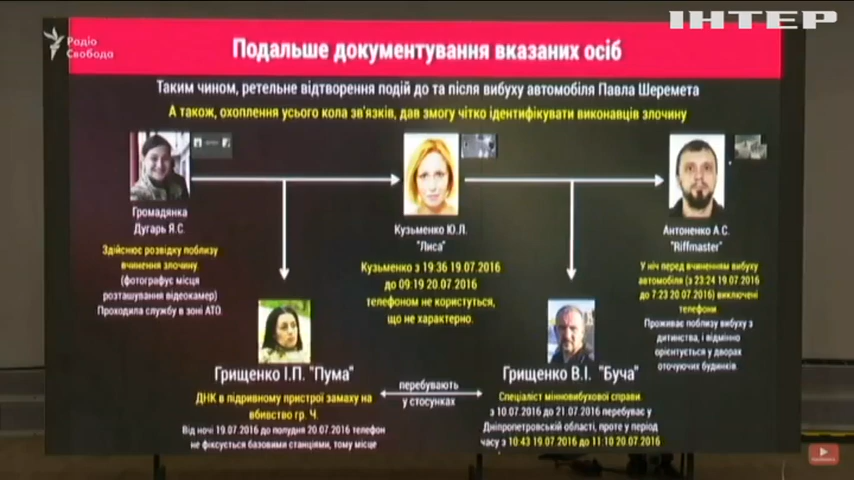 Радіо
Свобода
ІНТЕР
Подальше документування вказаних осіб
Таким чином, ретельне відтворення подій до та після вибуху автомобіля Павла Шеремета
А також, охоплення усього кола зв'язків, дав змогу чітко ідентифікувати виконавців злочину
Громадянка
Дугарь Я.С.
Здійснює розвідку поблизу
вчинення злочину
(фотографує місця
розташування відеокамер)
Проходила службу в зоні АТО.
Кузьменко Ю.Л.
"Лиса"
Кузьменко з 19:36 19.07.2016
до 09:19 20.07.2016
телефоном не користується,
що не характерно.
Антоненко А.С.
"Riffmaster"
У ніч перед вчиненням вибуху
автомобіля (з 23:24 19.07.2016
до 7:23 20.07.2016) виключені
телефони.
Проживає поблизу вибуху з
дитинства, і відмінно
орієнтується у дворах
оточуючих будинків.
Грищенко І.П. "Пума"
ДНК в підривному пристрої замаху на
вбивство гр. Ч.
Від ночі 19.07.2016 до полудня 20.07.2016 телефон
не фіксується базовими станціями, тому місце
перебувають
у стосунках
Грищенко В.І. "Буча"
Спеціаліст мінновибухової справи
з 10.07.2016 до 21.07.2016 перебуває у
Дніпропетровській області, проте у період
часу з 10:43 19.07.2016 до 11:10 20.07.2016